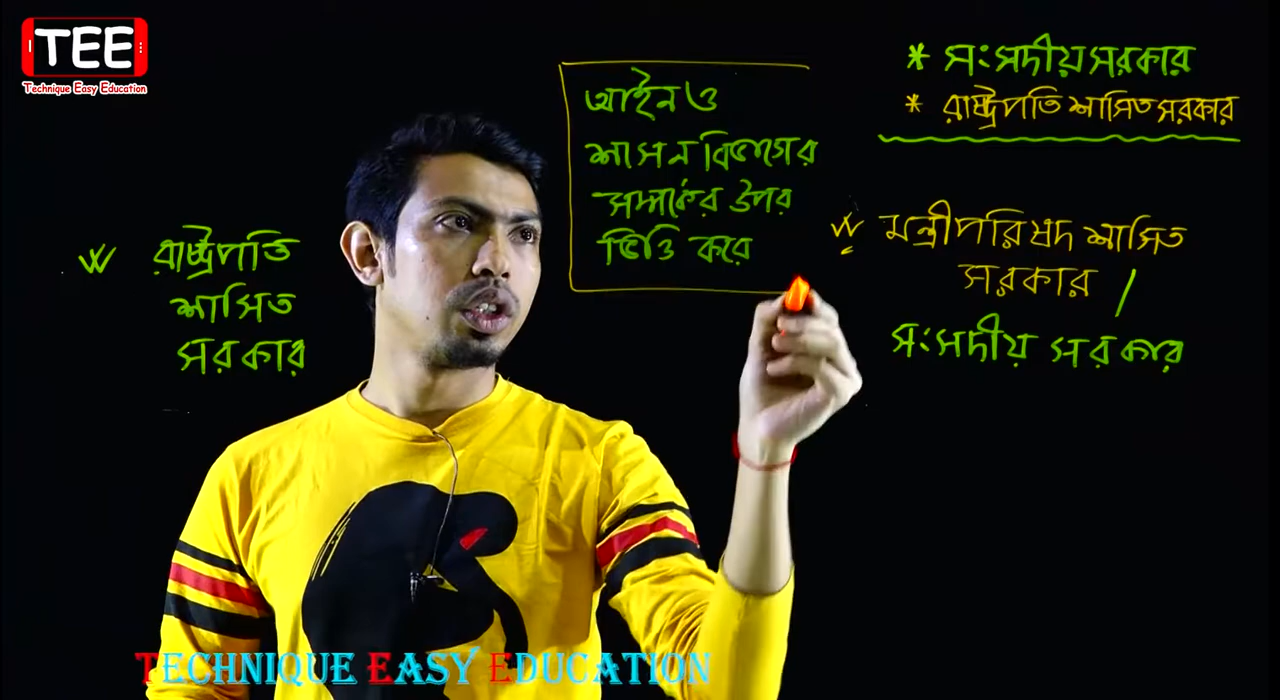 TEE
Technique Easy Education
* সংসদীয় সরকার
* রাষ্ট্রপতি শাসিত সরকার
আইন ও
শাসন বিভাগের
সম্পর্কের উপর
ভিত্তি করে
রাষ্ট্রপতি
শাসিত
সরকার
মন্ত্রীপরিষদ শাসিত
সরকার /
সংসদীয় সরকার
TECHNIQUE EASY EDUCATION